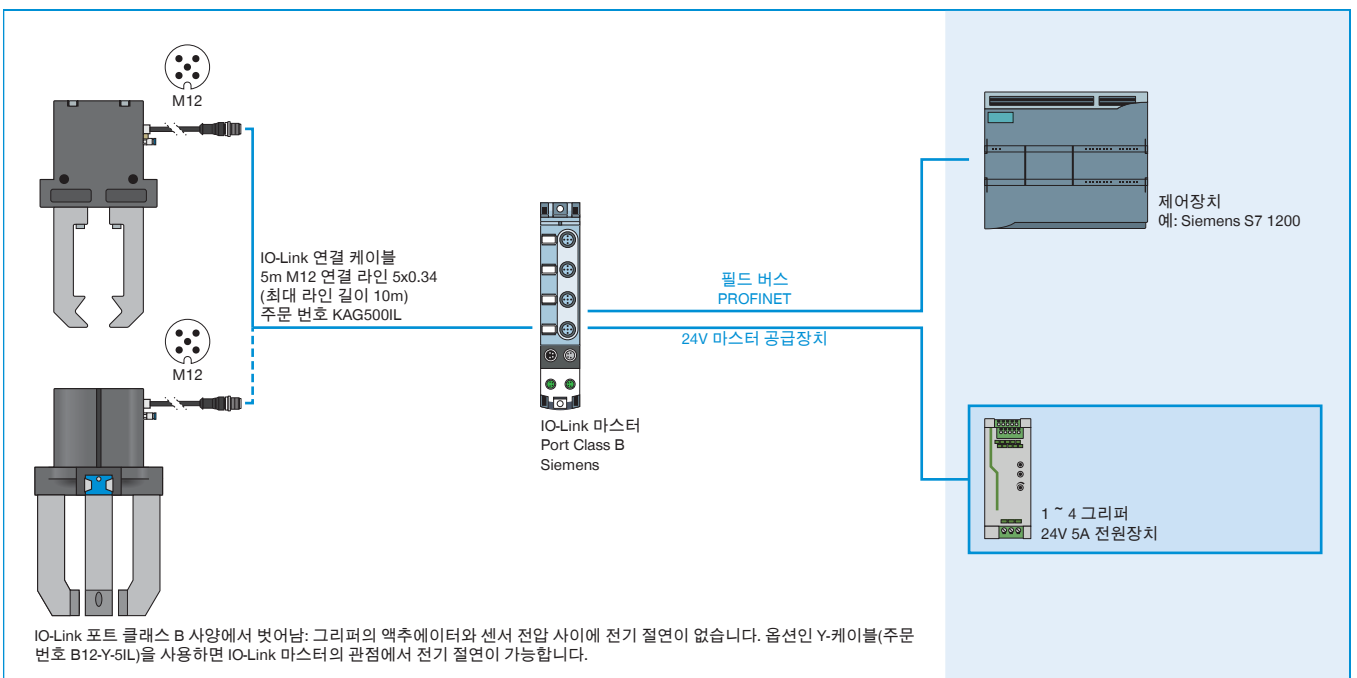 M12
IO-Link 연결 케이블
5m M12 연결 라인 5x0.34
(최대 라인 길이 10m)
주문 번호 KAG500IL
M12
IO-Link 마스터
Port Class B
Siemens
필드 버스
PROFINET
24V 마스터 공급장치
제어장치
예: Siemens S7 1200
1 ~ 4 그리퍼
24V 5A 전원장치
IO-Link 포트 클래스 B 사양에서 벗어남: 그리퍼의 액추에이터와 센서 전압 사이에 전기 절연이 없습니다. 옵션인 Y-케이블(주문
번호 B12-Y-5IL)을 사용하면 IO-Link 마스터의 관점에서 전기 절연이 가능합니다.